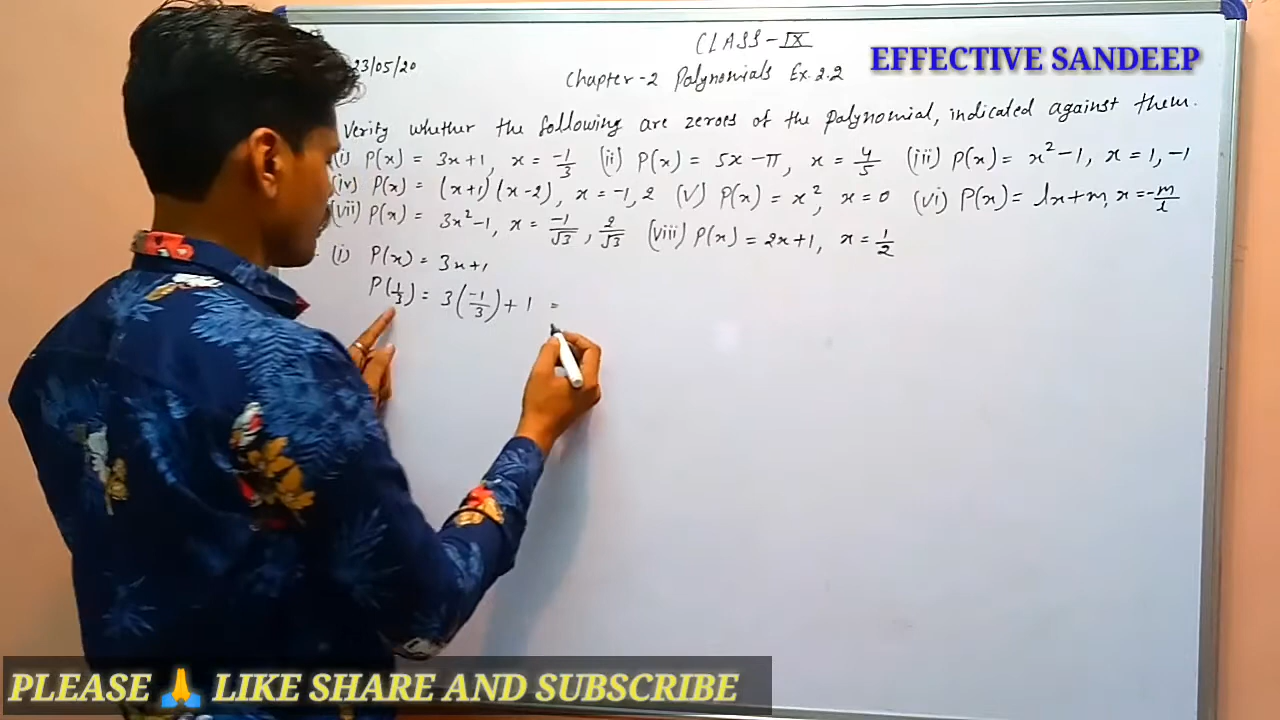 CLASS-IX
EFFECTIVE SANDEEP
23/05/20
Chapter-2 Polynomials Ex.2.2
Verify whether the following are zeroes of the polynomial, indicated against them.
(i) P(x) = 3x+1, x = -1/3 (ii) P(x) = 5x-π, x = 4/5 (iii) P(x) = x²-1, x = 1, -1
(iv) P(x) = (x+1)(x-2), x = -1, 2 (v) P(x) = x², x = 0 (vi) P(x) = lx+m, x = -m/l
(vii) P(x) = 3x²-1, x = -1/√3, 2/√3 (viii) P(x) = 2x+1, x = 1/2
(i) P(x) = 3x+1
P(1/3) = 3(-1/3)+1 =
PLEASE 🙏 LIKE SHARE AND SUBSCRIBE